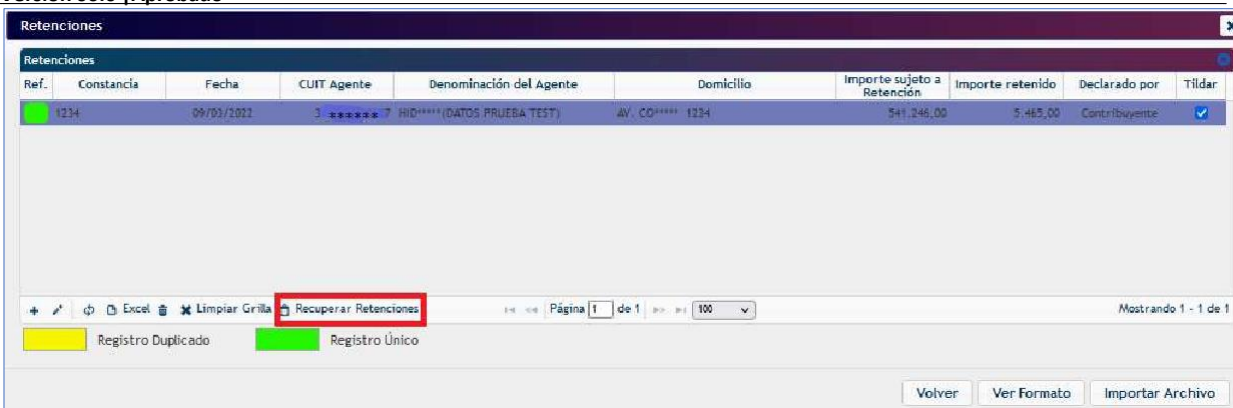 Retenciones
Retenciones
Ref. Constancia Fecha CUIT Agente Denominación del Agente Domicilio Importe sujeto a Retención Importe retenido Declarado por Tildar
1234 09/03/2022 3 ****** 7 HID*****(DATOS PRUEBA TEST) AV. CO***** 1234 541.246,00 5.465,00 Contribuyente
Excel Limpiar Grilla Recuperar Retenciones Página 1 de 1 100 Mostrando 1 - 1 de 1
Registro Duplicado Registro Único
Volver Ver Formato Importar Archivo